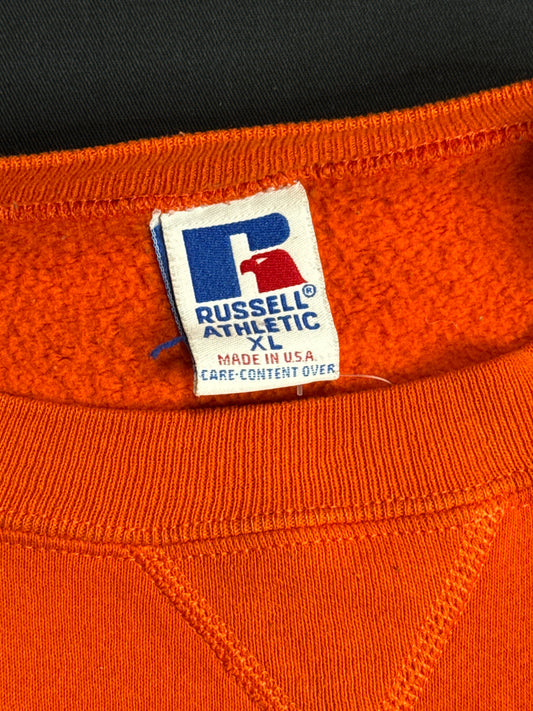 R
RUSSELL®
ATHLETIC
XL
MADE IN U.S.A.
CARE-CONTENT OVER